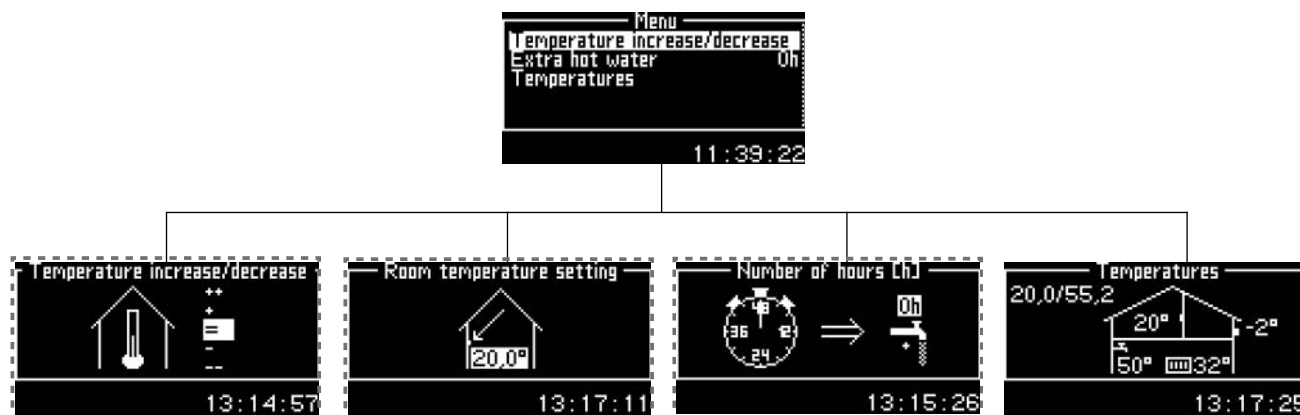 Menu
Temperature increase/decrease
Extra hot water 0h
Temperatures
11:39:22
Temperature increase/decrease
++
+
=
-
--
13:14:57
Room temperature setting
20,0°
13:17:11
Number of hours [h]
48
36 12
24
0h
+
13:15:26
Temperatures
20,0/55,2
20° -2°
50° 32°
13:17:25